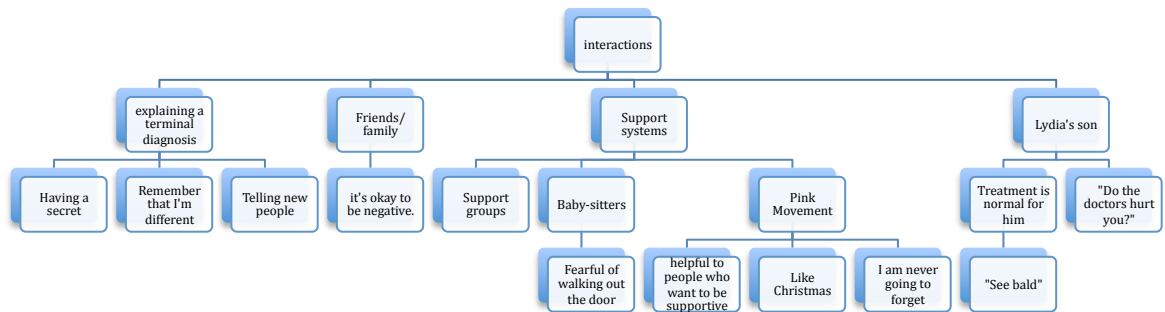 interactions
explaining a
terminal
diagnosis
Friends/
family
Support
systems
Lydia's son
Having a
secret
Remember
that I'm
different
Telling new
people
it's okay to
be negative.
Support
groups
Baby-sitters
Pink
Movement
Treatment is
normal for
him
"Do the
doctors hurt
you?"
Fearful of
walking out
the door
helpful to
people who
want to be
supportive
Like
Christmas
I am never
going to
forget
"See bald"